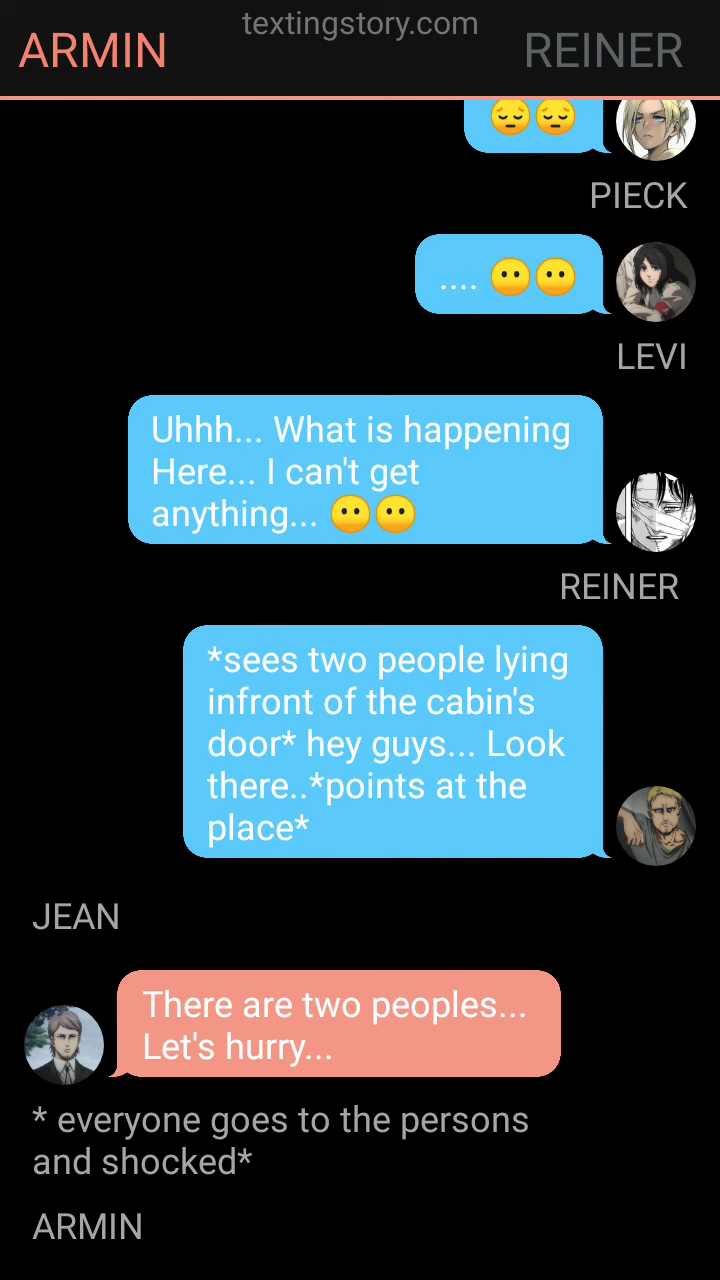 textingstory.com
ARMIN
REINER
😔😔
PIECK
.... 😶😶
LEVI
Uhhh... What is happening
Here... I can't get
anything... 😶😶
REINER
*sees two people lying
infront of the cabin's
door* hey guys... Look
there..*points at the
place*
JEAN
There are two peoples...
Let's hurry...
* everyone goes to the persons
and shocked*
ARMIN